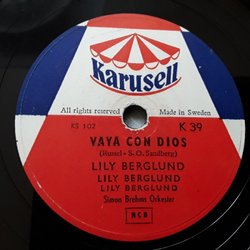 Karusell
All rights reserved
Made in Sweden
KS 102
K 39
VAYA CON DIOS
(Russel - S.O. Sandberg)
LILY BERGLUND
LILY BERGLUND
LILY BERGLUND
Simon Brehms Orkester
NCB